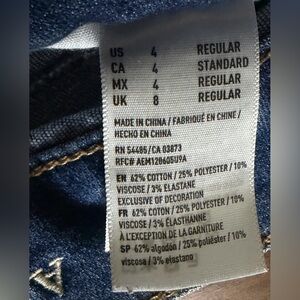 US 4 REGULAR
CA 4 STANDARD
MX 4 REGULAR
UK 8 REGULAR
MADE IN CHINA / FABRIQUÉ EN CHINE /
HECHO EN CHINA
RN 54485/CA 03873
RFC# AEM120605U9A
EN 62% COTTON / 25% POLYESTER / 10%
VISCOSE / 3% ELASTANE
EXCLUSIVE OF DECORATION
FR 62% COTON / 25% POLYESTER / 10%
VISCOSE / 3% ÉLASTHANNE
À L'EXCEPTION DE LA GARNITURE
SP 62% algodón / 25% poliéster / 10%
viscosa / 3% elastano